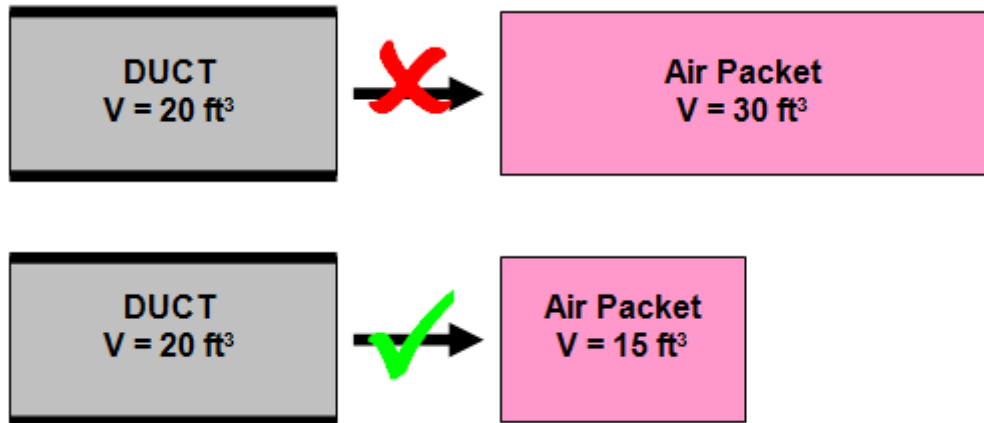 DUCT
V = 20 ft³
Air Packet
V = 30 ft³
DUCT
V = 20 ft³
Air Packet
V = 15 ft³